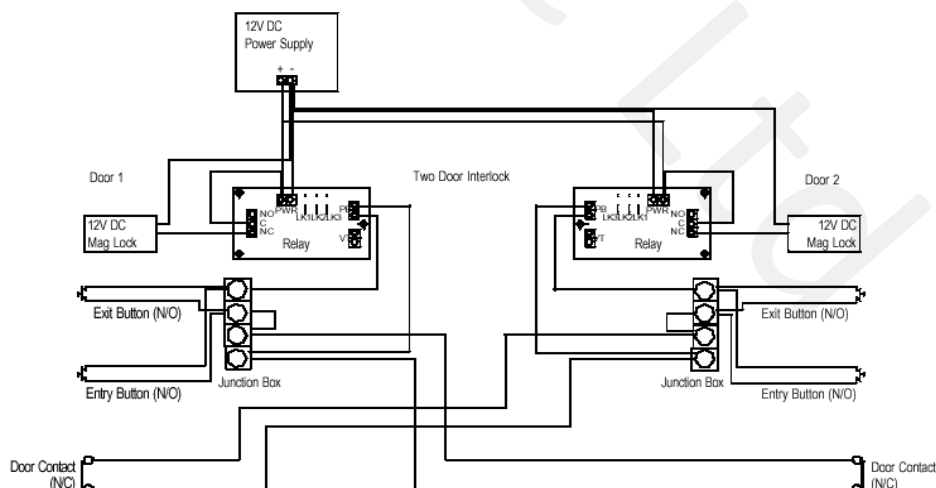 12V DC
Power Supply
+ -
Door 1
Two Door Interlock
Door 2
12V DC
Mag Lock
NO
C
NC
PWR
LK1LK2LK3
PB
VT
Relay
PB
VT
LK3LK2LK1
PWR
NO
C
NC
Relay
12V DC
Mag Lock
Exit Button (N/O)
Exit Button (N/O)
Entry Button (N/O)
Junction Box
Junction Box
Entry Button (N/O)
Door Contact
(N/C)
Door Contact
(N/C)
Ltd